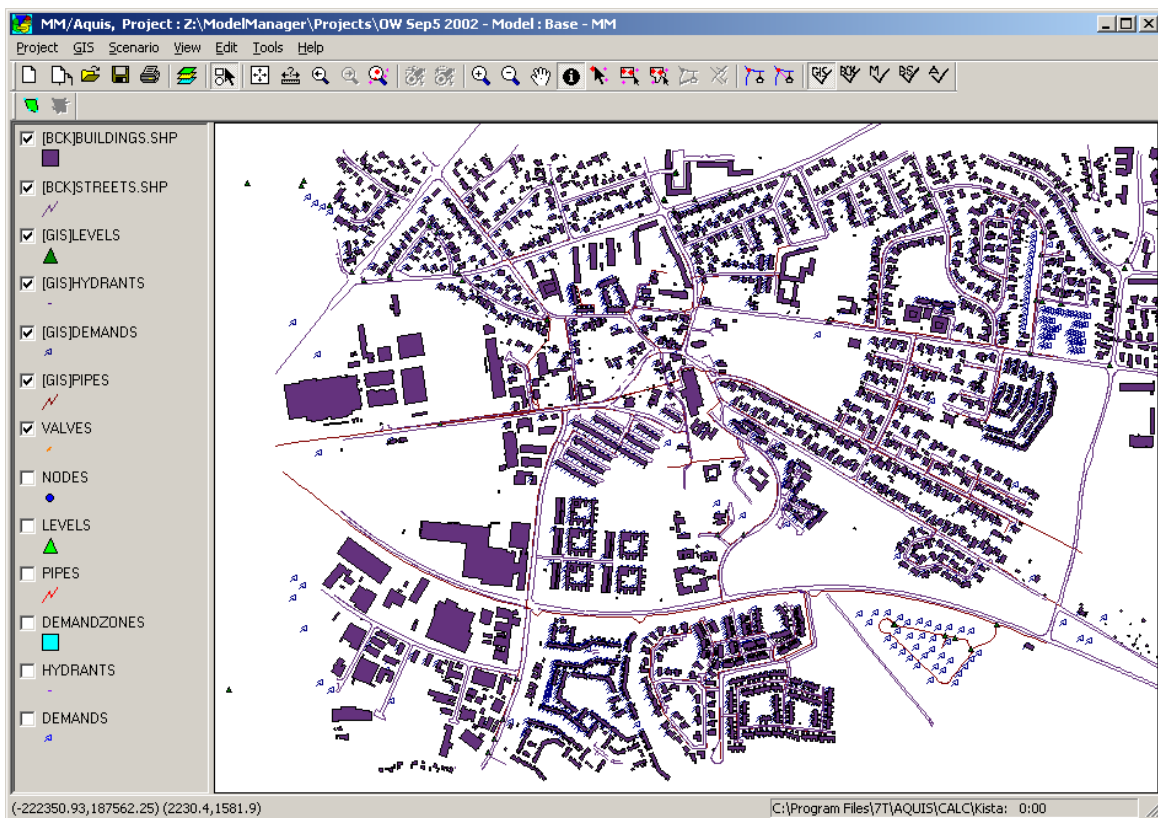 MM/Aquis, Project : Z:\ModelManager\Projects\OW Sep5 2002 - Model : Base - MM
Project GIS Scenario View Edit Tools Help
[BCK]BUILDINGS.SHP
[BCK]STREETS.SHP
[GIS]LEVELS
[GIS]HYDRANTS
[GIS]DEMANDS
[GIS]PIPES
VALVES
NODES
LEVELS
PIPES
DEMANDZONES
HYDRANTS
DEMANDS
(-222350.93,187562.25) (2230.4,1581.9) C:\Program Files\7T\AQUIS\CALC\Kista: 0:00